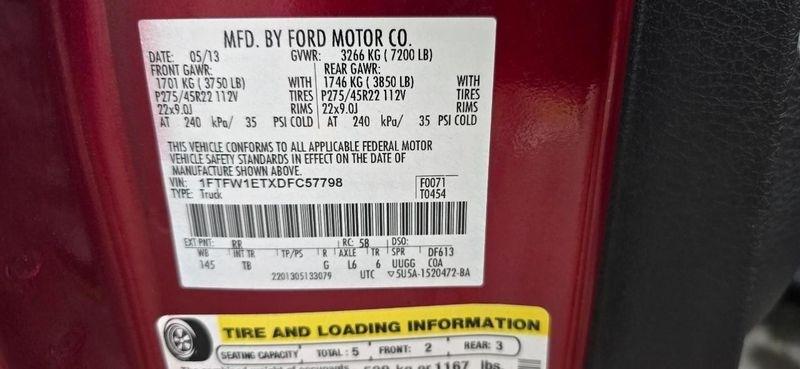 MFD. BY FORD MOTOR CO.
DATE: 05/13 GVWR: 3266 KG ( 7200 LB)
FRONT GAWR: REAR GAWR:
1701 KG ( 3750 LB) WITH 1746 KG ( 3850 LB) WITH
P275/45R22 112V TIRES P275/45R22 112V TIRES
22x9.0J RIMS 22x9.0J RIMS
AT 240 kPa/ 35 PSI COLD AT 240 kPa/ 35 PSI COLD
THIS VEHICLE CONFORMS TO ALL APPLICABLE FEDERAL MOTOR
VEHICLE SAFETY STANDARDS IN EFFECT ON THE DATE OF
MANUFACTURE SHOWN ABOVE.
VIN: 1FTFW1ETXDFC57798 F0071
TYPE: Truck T0454
EXT PNT: RR RC: 58 DSO:
WB INT TR TP/PS R AXLE TR SPR DF613
145 TB G L6 6 UUGG COA
2201305133079 UTC 5U5A-1520472-BA
TIRE AND LOADING INFORMATION
SEATING CAPACITY TOTAL : 5 FRONT: 2 REAR: 3
or 1167 lbs.